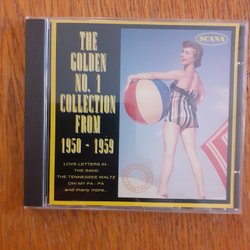 THE
GOLDEN
NO. 1
COLLECTION
FROM
1950 - 1959
LOVE LETTERS IN
THE SAND
THE TENNESSEE WALTZ
OH! MY PA - PA
and many more..
SCANA